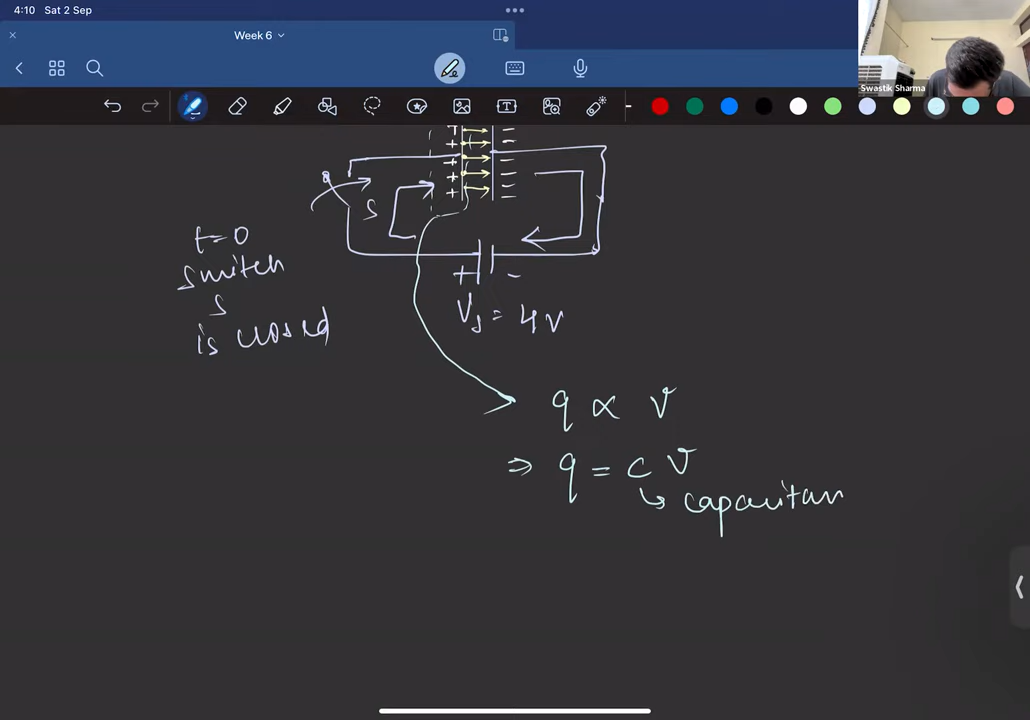 4:10 Sat 2 Sep
Week 6
Swastik Sharma
+ –
+ –
+ –
+ –
+ –
S
t=0
switch
S
is closed
+ –
Vs = 4V
q ∝ v
⇒ q = c v
↳ capacitan